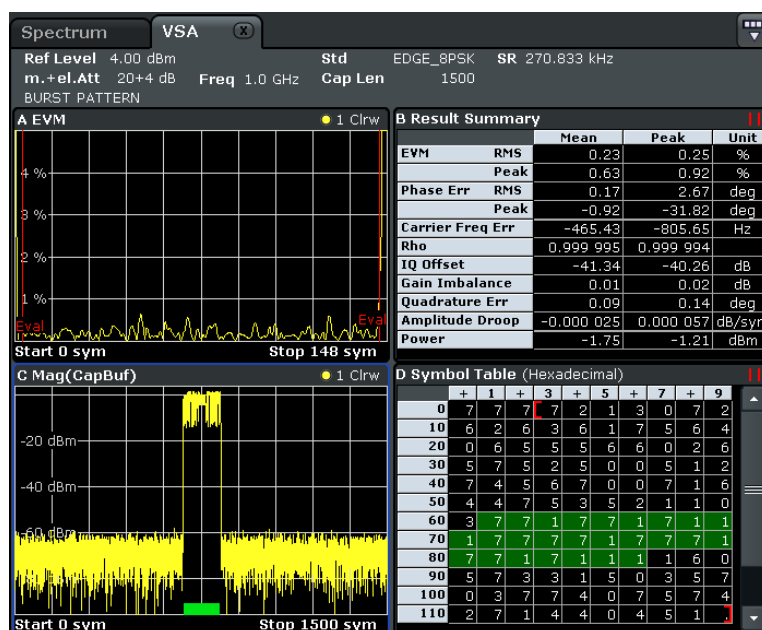 Spectrum VSA X
Ref Level 4.00 dBm Std EDGE_8PSK SR 270.833 kHz
m.+el.Att 20+4 dB Freq 1.0 GHz Cap Len 1500
BURST PATTERN
A EVM 1 Clrw
4 %
3 %
2 %
1 %
Eval Eval
Start 0 sym Stop 148 sym
B Result Summary
Mean Peak Unit
EVM RMS 0.23 0.25 %
Peak 0.63 0.92 %
Phase Err RMS 0.17 2.67 deg
Peak -0.92 -31.82 deg
Carrier Freq Err -465.43 -805.65 Hz
Rho 0.999 995 0.999 994
IQ Offset -41.34 -40.26 dB
Gain Imbalance 0.01 0.02 dB
Quadrature Err 0.09 0.14 deg
Amplitude Droop -0.000 025 0.000 057 dB/syr
Power -1.75 -1.21 dBm
C Mag(CapBuf) 1 Clrw
-20 dBm
-40 dBm
-60 dBm
Start 0 sym Stop 1500 sym
D Symbol Table (Hexadecimal)
+ 1 + 3 + 5 + 7 + 9
0 7 7 7 7 2 1 3 0 7 2
10 6 2 6 3 6 1 7 5 6 4
20 0 6 5 5 5 6 6 0 2 6
30 5 7 5 2 5 0 0 5 1 2
40 7 4 5 6 7 0 0 7 1 6
50 4 4 7 5 3 5 2 1 1 0
60 3 7 7 1 7 7 1 7 1 1
70 1 7 7 7 7 7 7 7 7 1
80 7 7 1 7 1 1 1 1 6 0
90 5 7 3 3 1 5 0 3 5 7
100 0 3 7 7 4 0 7 5 7 4
110 2 7 1 4 4 0 4 5 1